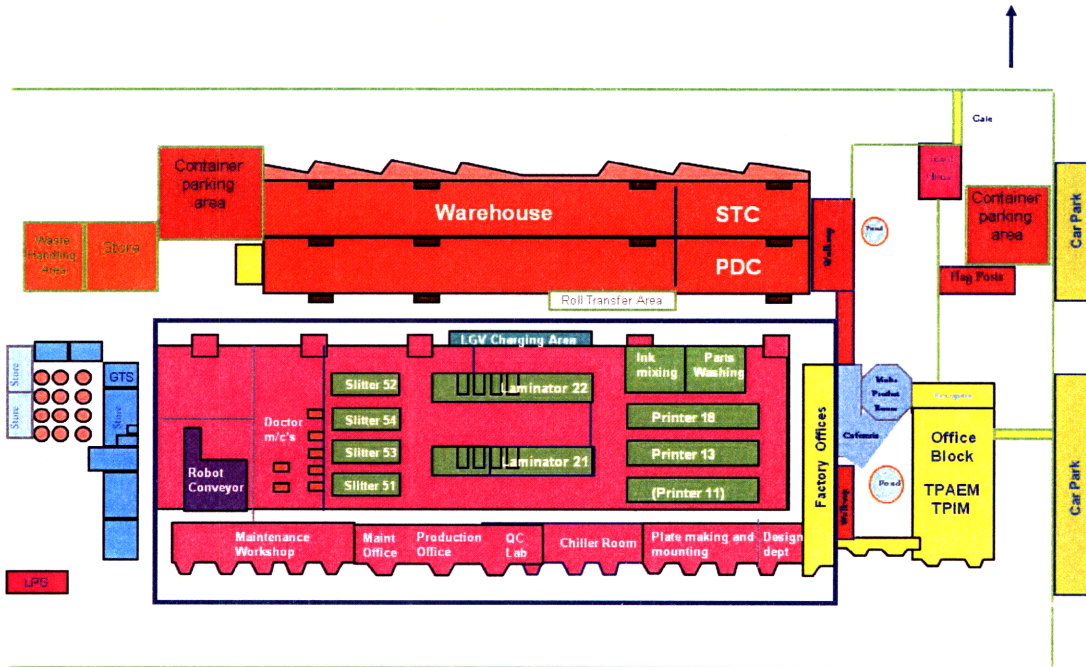 Gate
Container
parking
area
Warehouse
STC
PDC
Walkway
Pond
Container
parking
area
Car Park
Waste
Handling
Area
Store
Flag Posts
Roll Transfer Area
LGV Charging Area
Ink
mixing
Parts
Washing
Store
Store
GTS
Store
Slitter 52
Slitter 54
Slitter 53
Slitter 51
Laminator 22
Laminator 21
Printer 18
Printer 13
(Printer 11)
Doctor
m/c's
Robot
Conveyor
Factory Offices
Product
Room
Cafeteria
Pond
Walkway
Office
Block
TPAEM
TPIM
Car Park
Maintenance
Workshop
Maint
Office
Production
Office
QC
Lab
Chiller Room
Plate making and
mounting
Design
dept
LPG